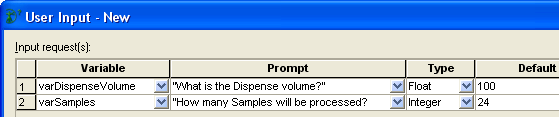 User Input - New
Input request(s):
Variable Prompt Type Default
1 varDispenseVolume "What is the Dispense volume?" Float 100
2 varSamples "How many Samples will be processed? Integer 24